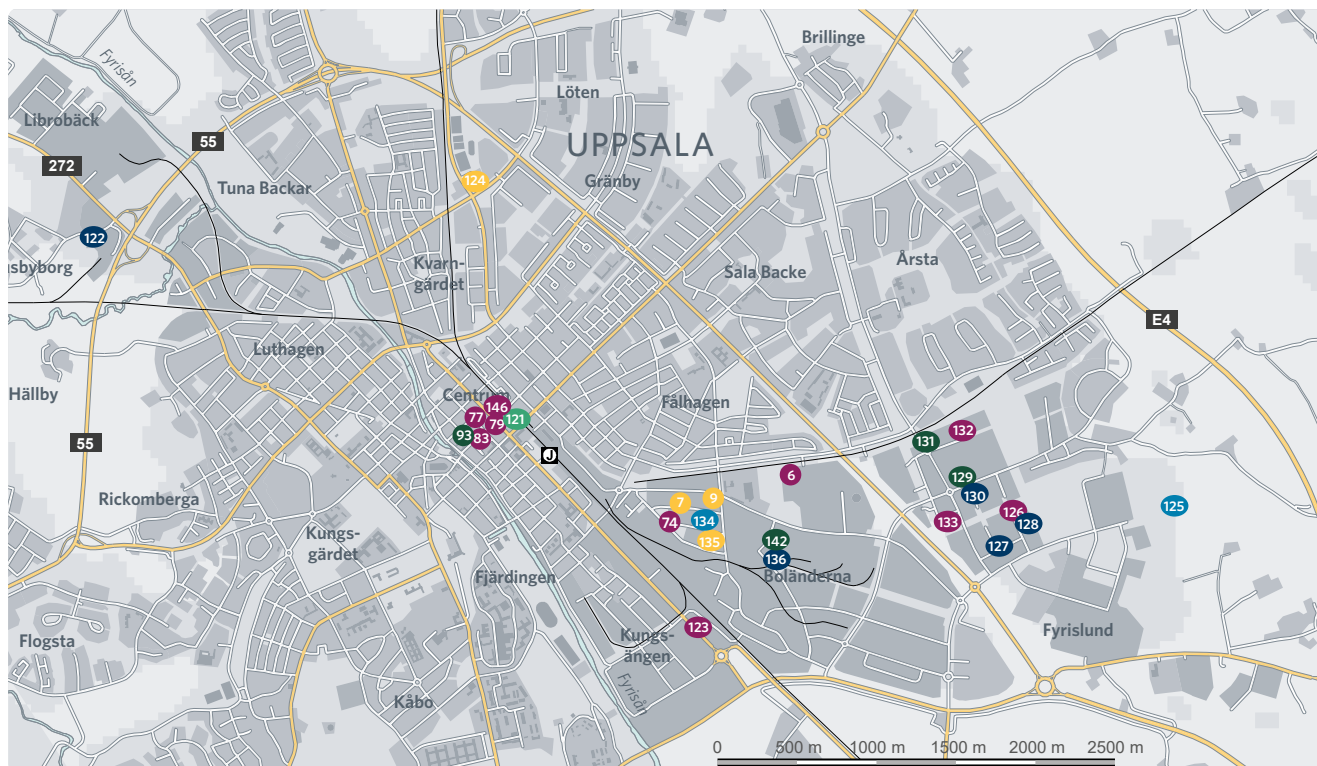 Brillinge
Fyrisån
Löten
Librobäck
55
UPPSALA
272
124
Gränby
Tuna Backar
122
Kvarn-
gärdet
Sala Backe
Årsta
E4
Luthagen
Hällby
Centrum
146
77
79
121
93
83
Fålhagen
55
132
131
6
129
130
Rickomberga
7
9
125
126
74
134
133
128
Kungs-
gärdet
135
142
127
136
Boländerna
Fjärdingen
123
Kungs-
ängen
Fyrislund
Flogsta
Fyrisån
Kåbo
0 500 m 1000 m 1500 m 2000 m 2500 m